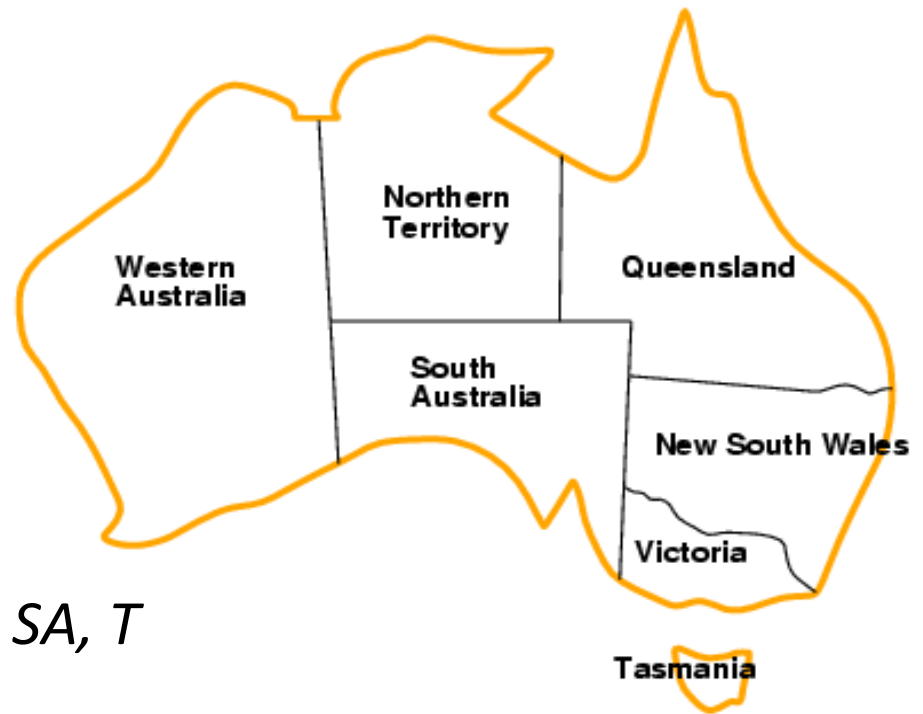 Northern
Territory
Western
Australia
Queensland
South
Australia
New South Wales
Victoria
SA, T
Tasmania